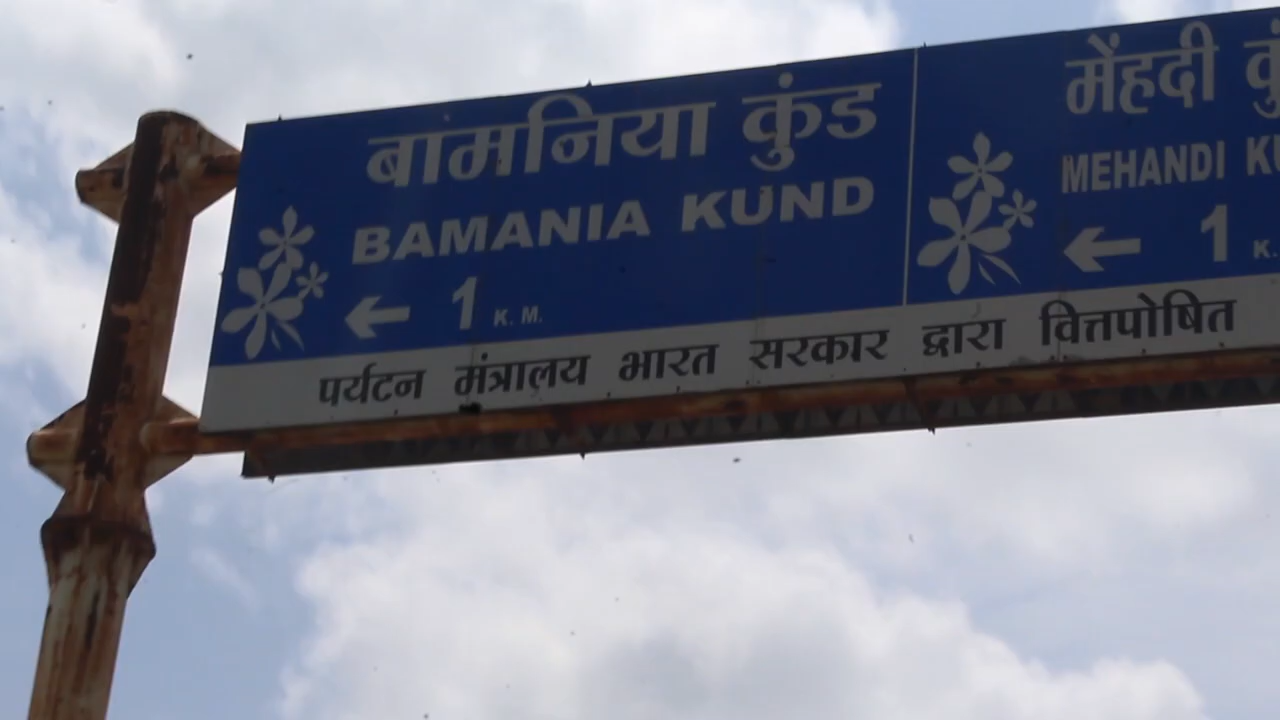 बामनिया कुंड
BAMANIA KUND
← 1 K. M.
मेंहदी
MEHANDI
← 1 K.
पर्यटन मंत्रालय भारत सरकार द्वारा वित्तपोषित